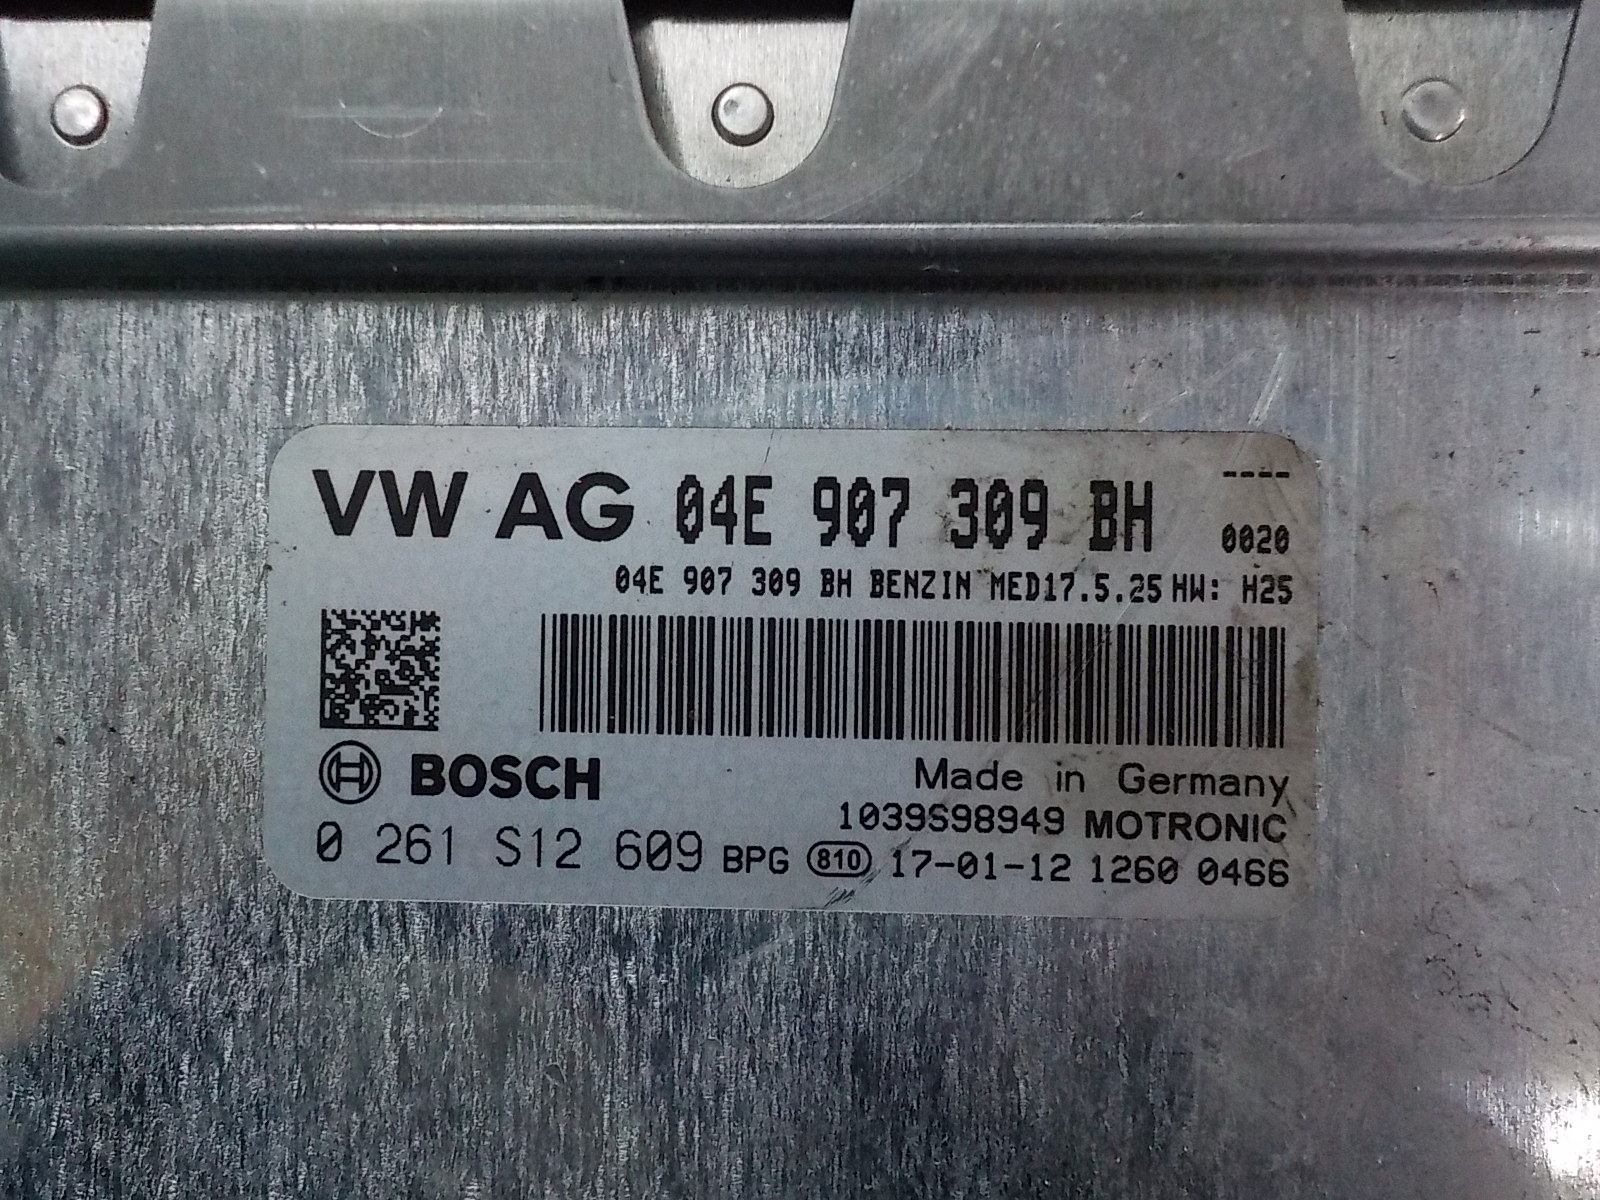 VW AG 04E 907 309 BH ----
0020
04E 907 309 BH BENZIN MED17.5.25 HW: H25
BOSCH Made in Germany
1039S98949 MOTRONIC
0 261 S12 609 BPG 810 17-01-12 1260 0466